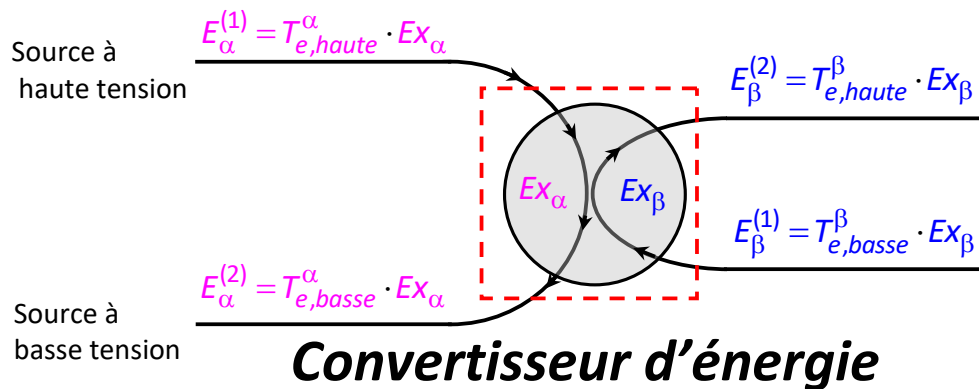 Source à
haute tension
E_α^(1) = T_e,haute^α · Ex_α
E_β^(2) = T_e,haute^β · Ex_β
Ex_α
Ex_β
E_β^(1) = T_e,basse^β · Ex_β
E_α^(2) = T_e,basse^α · Ex_α
Source à
basse tension
Convertisseur d’énergie